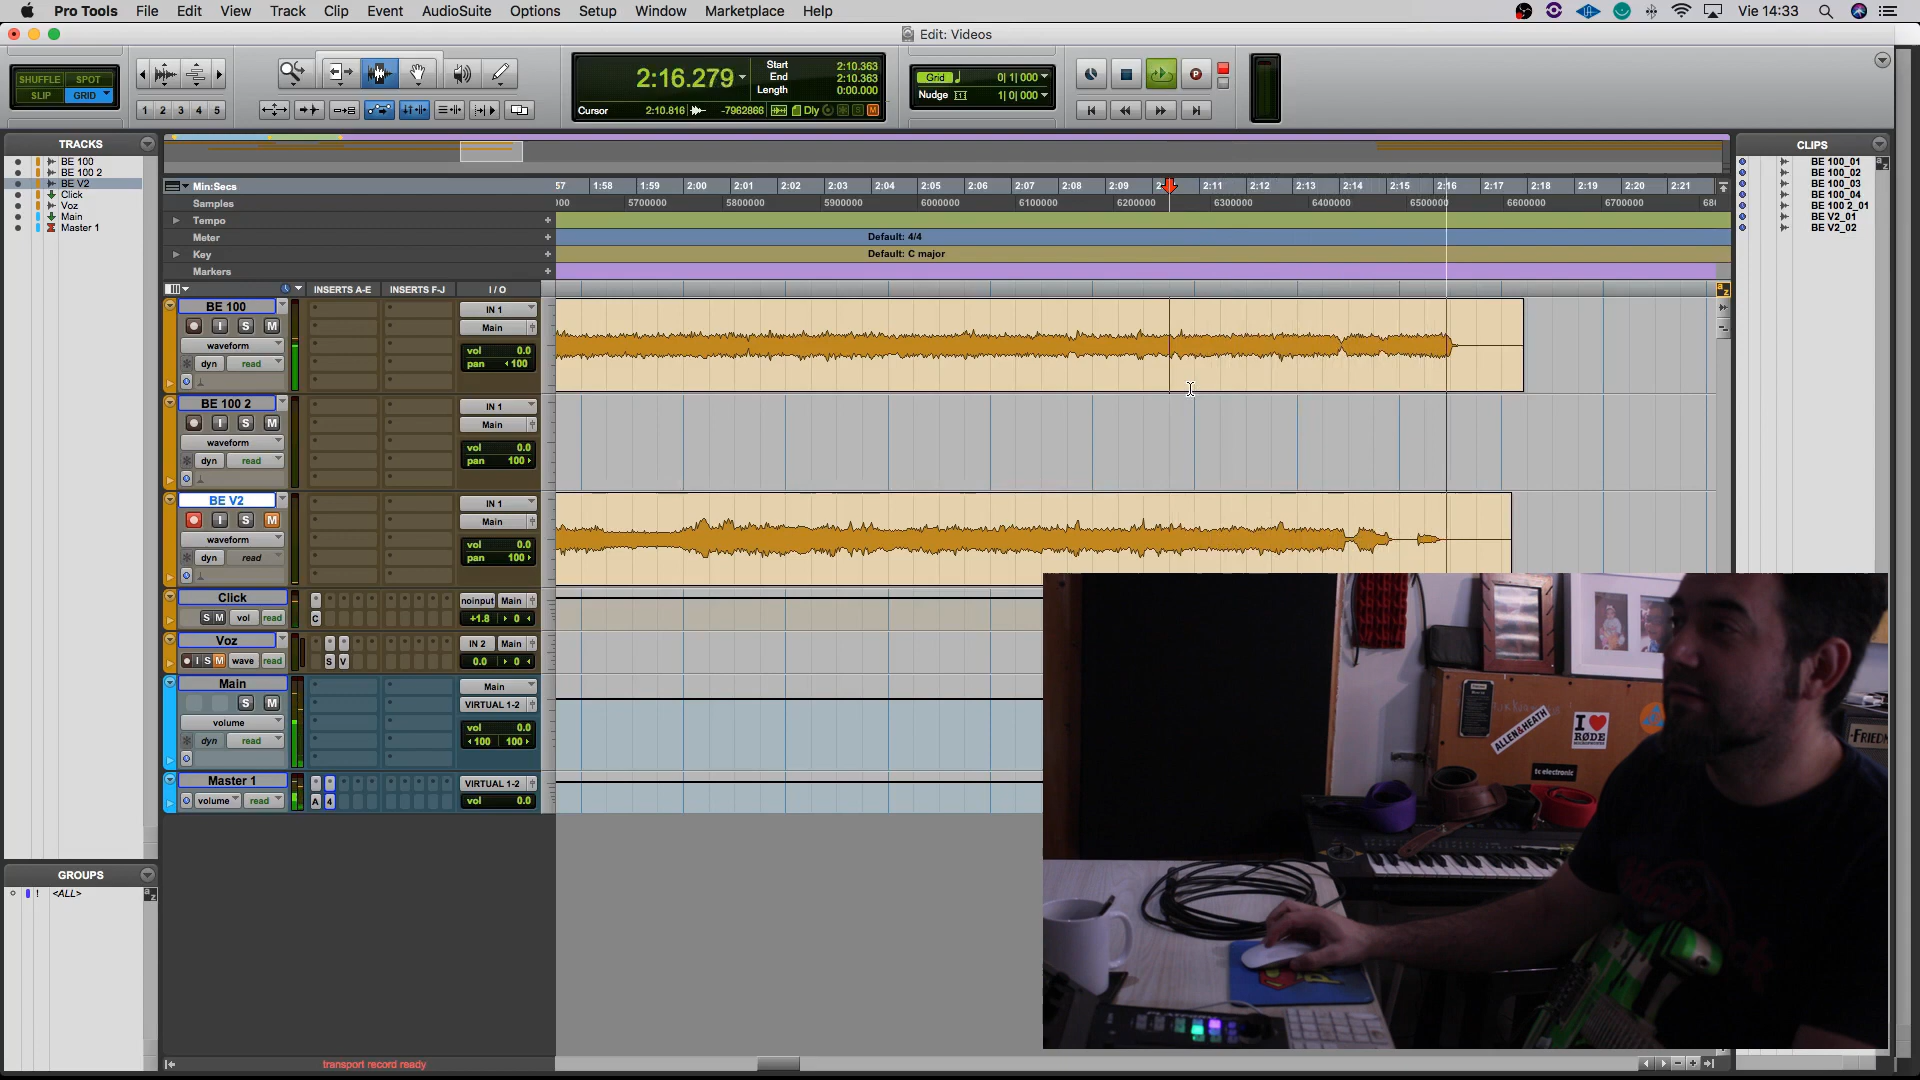 Pro Tools File Edit View Track Clip Event AudioSuite Options Setup Window Marketplace Help Vie 14:33
Edit: Videos
SHUFFLE SPOT
SLIP GRID
1 2 3 4 5
2:16.279
Start 2:10.363
End 2:10.363
Length 0:00.000
Cursor 2:10.816 -7962866 Dly S M
Grid 0| 1| 000
Nudge 1| 0| 000
TRACKS
BE 100
BE 100 2
BE V2
Click
Voz
Main
Master 1
Min:Secs 57 1:58 1:59 2:00 2:01 2:02 2:03 2:04 2:05 2:06 2:07 2:08 2:09 2:11 2:12 2:13 2:14 2:15 2:16 2:17 2:18 2:19 2:20 2:21
Samples 5700000 5800000 5900000 6000000 6100000 6200000 6300000 6400000 6500000 6600000 6700000
Tempo
Meter Default: 4/4
Key Default: C major
Markers
INSERTS A-E INSERTS F-J I / O
BE 100 IN 1
I S M Main
waveform vol 0.0
dyn read pan 100
BE 100 2 IN 1
I S M Main
waveform vol 0.0
dyn read pan 100
BE V2 IN 1
I S M Main
waveform vol 0.0
dyn read pan 100
Click noinput Main
S M vol read C +1.8 0
Voz IN 2 Main
I S M wave read S V 0.0 0
Main Main
S M VIRTUAL 1-2
volume vol 0.0
dyn read 100 100
Master 1 VIRTUAL 1-2
volume read A 4 vol 0.0
CLIPS
BE 100_01
BE 100_02
BE 100_03
BE 100_04
BE 100 2_01
BE V2_01
BE V2_02
GROUPS
! <ALL>
transport record ready
ALLEN&HEATH
I ❤ RØDE
MICROPHONES
tc electronic